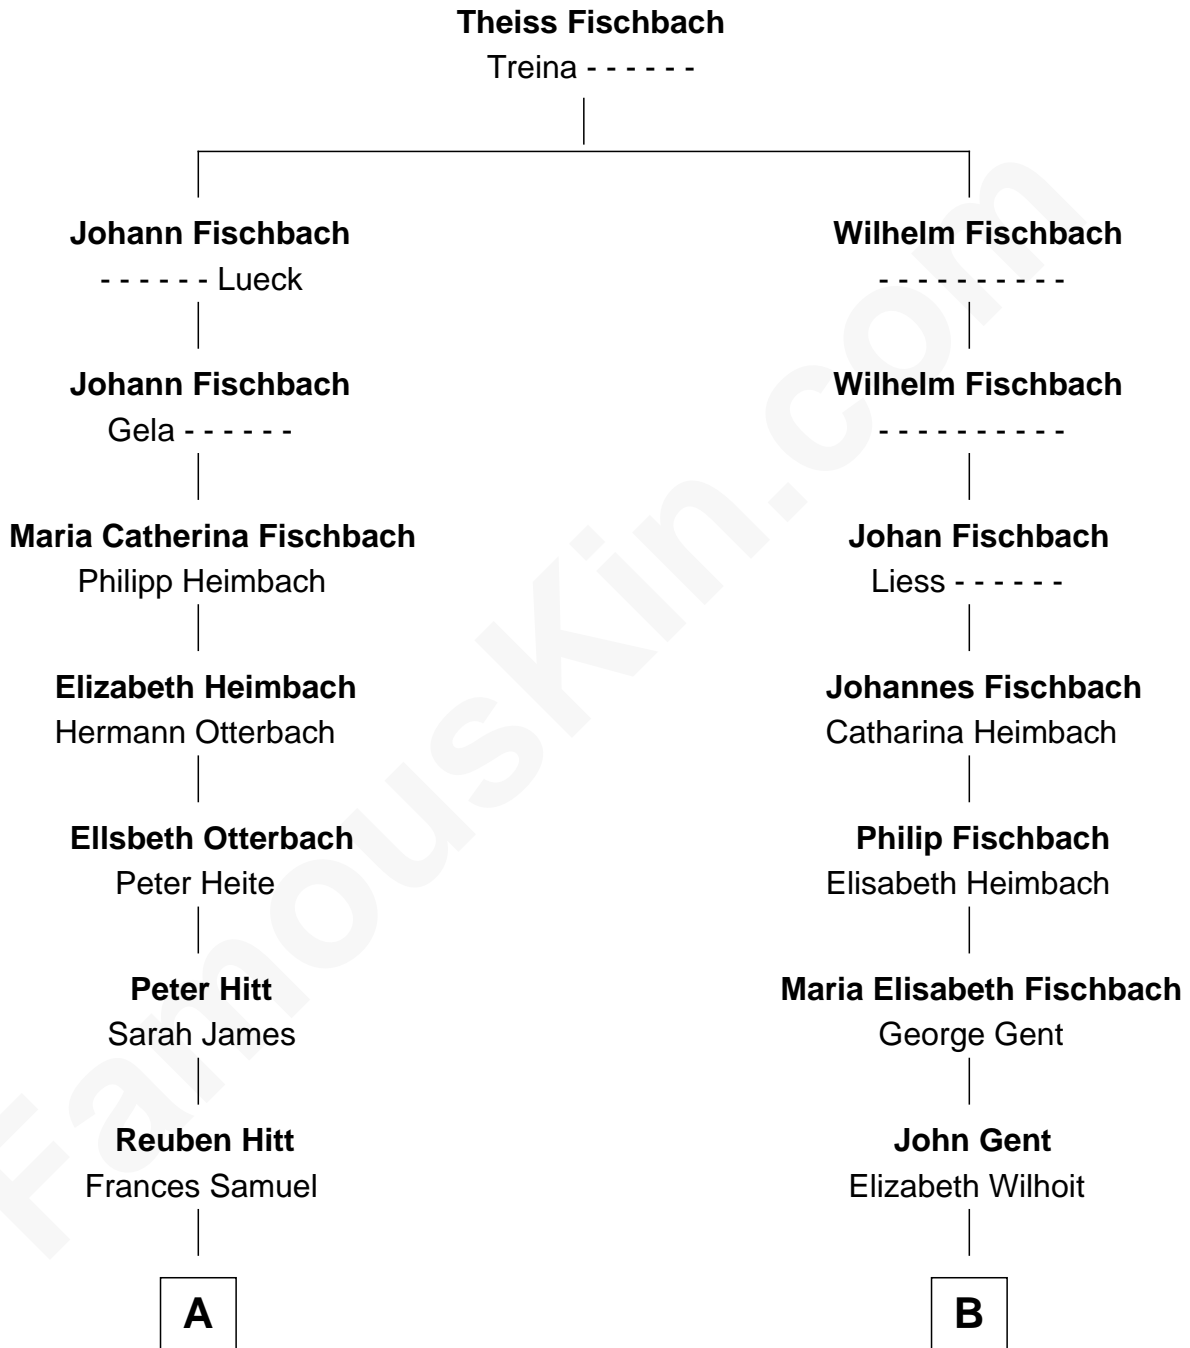 Theiss Fischbach
Treina - - - - - -
Johann Fischbach
- - - - - - Lueck
Johann Fischbach
Gela - - - - - -
Maria Catherina Fischbach
Philipp Heimbach
Elizabeth Heimbach
Hermann Otterbach
Ellsbeth Otterbach
Peter Heite
Peter Hitt
Sarah James
Reuben Hitt
Frances Samuel
A
Wilhelm Fischbach
- - - - - - - - - -
Wilhelm Fischbach
- - - - - - - - - -
Johan Fischbach
Liess - - - - - -
Johannes Fischbach
Catharina Heimbach
Philip Fischbach
Elisabeth Heimbach
Maria Elisabeth Fischbach
George Gent
John Gent
Elizabeth Wilhoit
B
FamousKin.com